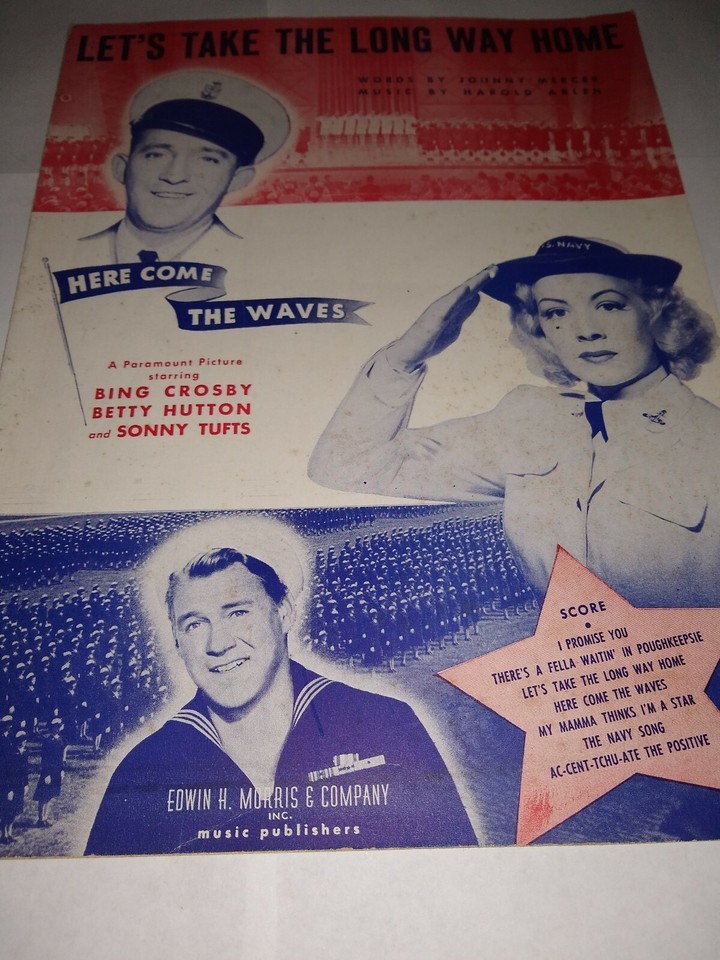 LET'S TAKE THE LONG WAY HOME
WORDS BY JOHNNY MERCER
MUSIC BY HAROLD ARLEN
U.S. NAVY
HERE COME
THE WAVES
A Paramount Picture
starring
BING CROSBY
BETTY HUTTON
and SONNY TUFTS
SCORE
I PROMISE YOU
THERE'S A FELLA WAITIN' IN POUGHKEEPSIE
LET'S TAKE THE LONG WAY HOME
HERE COME THE WAVES
MY MAMMA THINKS I'M A STAR
THE NAVY SONG
AC-CENT-TCHU-ATE THE POSITIVE
EDWIN H. MORRIS & COMPANY
INC.
music publishers